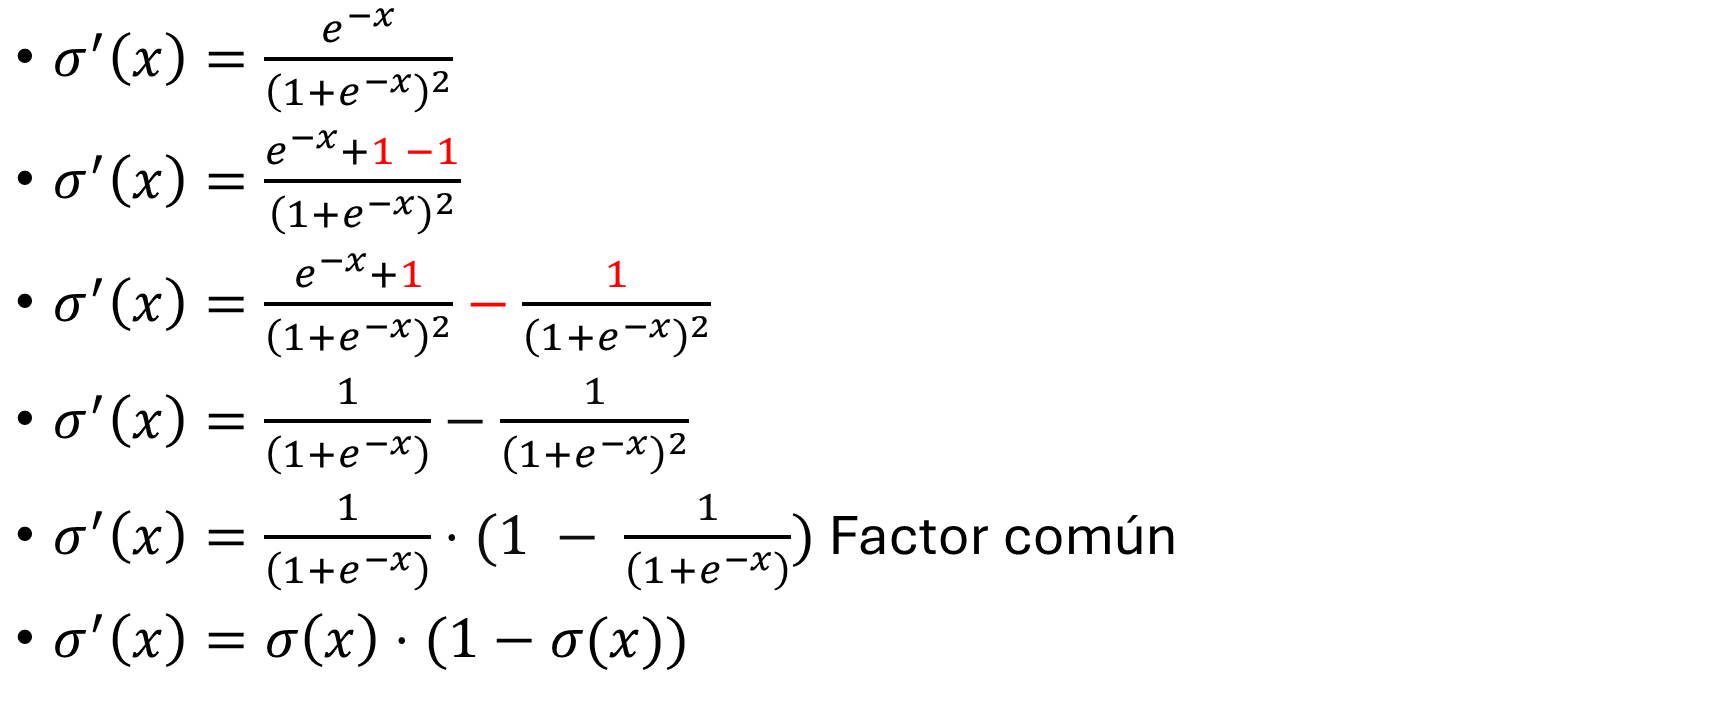 • σ′(x) = e^{−x} / (1+e^{−x})^2
• σ′(x) = e^{−x}+1 −1 / (1+e^{−x})^2
• σ′(x) = e^{−x}+1 / (1+e^{−x})^2 − 1 / (1+e^{−x})^2
• σ′(x) = 1 / (1+e^{−x}) − 1 / (1+e^{−x})^2
• σ′(x) = 1 / (1+e^{−x}) · (1 − 1 / (1+e^{−x})) Factor común
• σ′(x) = σ(x) · (1 − σ(x))